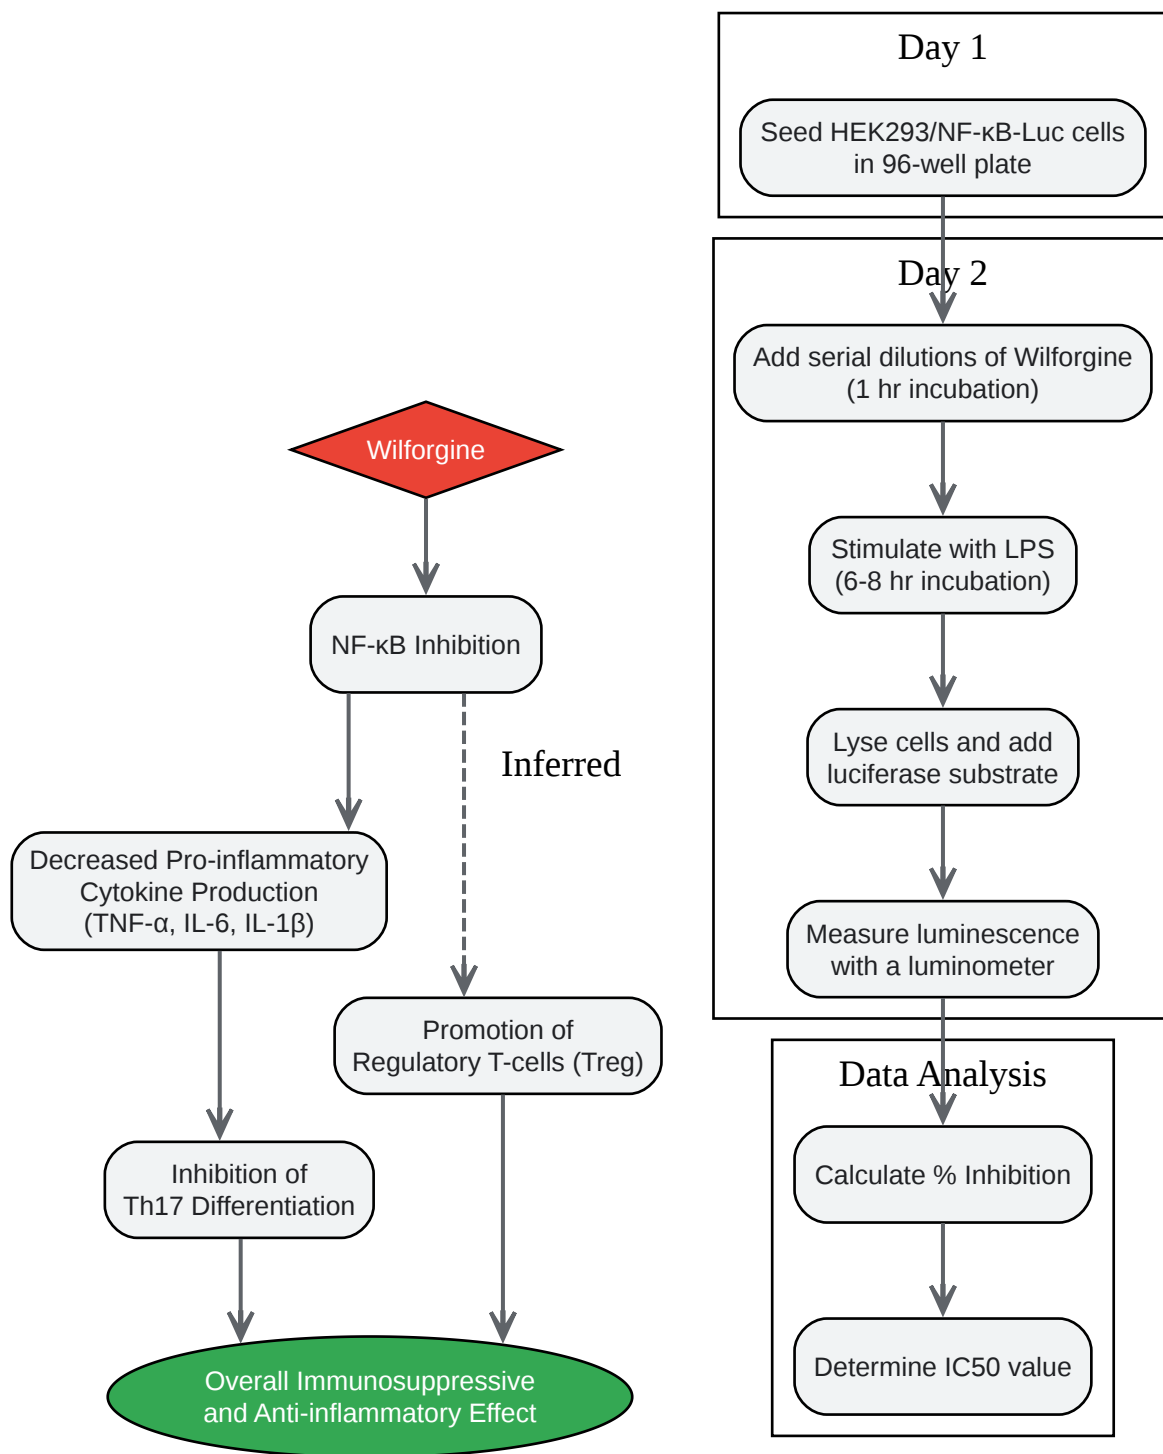 Wilforgine
NF-κB Inhibition
Inferred
Decreased Pro-inflammatory
Cytokine Production
(TNF-α, IL-6, IL-1β)
Promotion of
Regulatory T-cells (Treg)
Inhibition of
Th17 Differentiation
Overall Immunosuppressive
and Anti-inflammatory Effect
Day 1
Seed HEK293/NF-κB-Luc cells
in 96-well plate
Day 2
Add serial dilutions of Wilforgine
(1 hr incubation)
Stimulate with LPS
(6-8 hr incubation)
Lyse cells and add
luciferase substrate
Measure luminescence
with a luminometer
Data Analysis
Calculate % Inhibition
Determine IC50 value